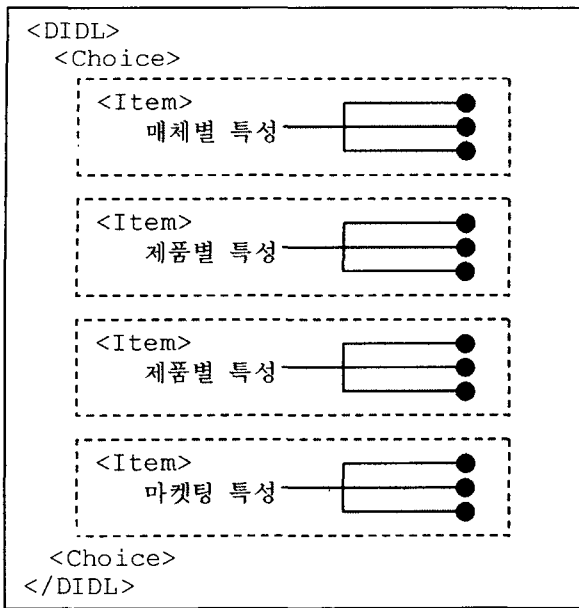 <DIDL>
<Choice>
<Item>
매체별 특성
<Item>
제품별 특성
<Item>
제품별 특성
<Item>
마켓팅 특성
<Choice>
</DIDL>